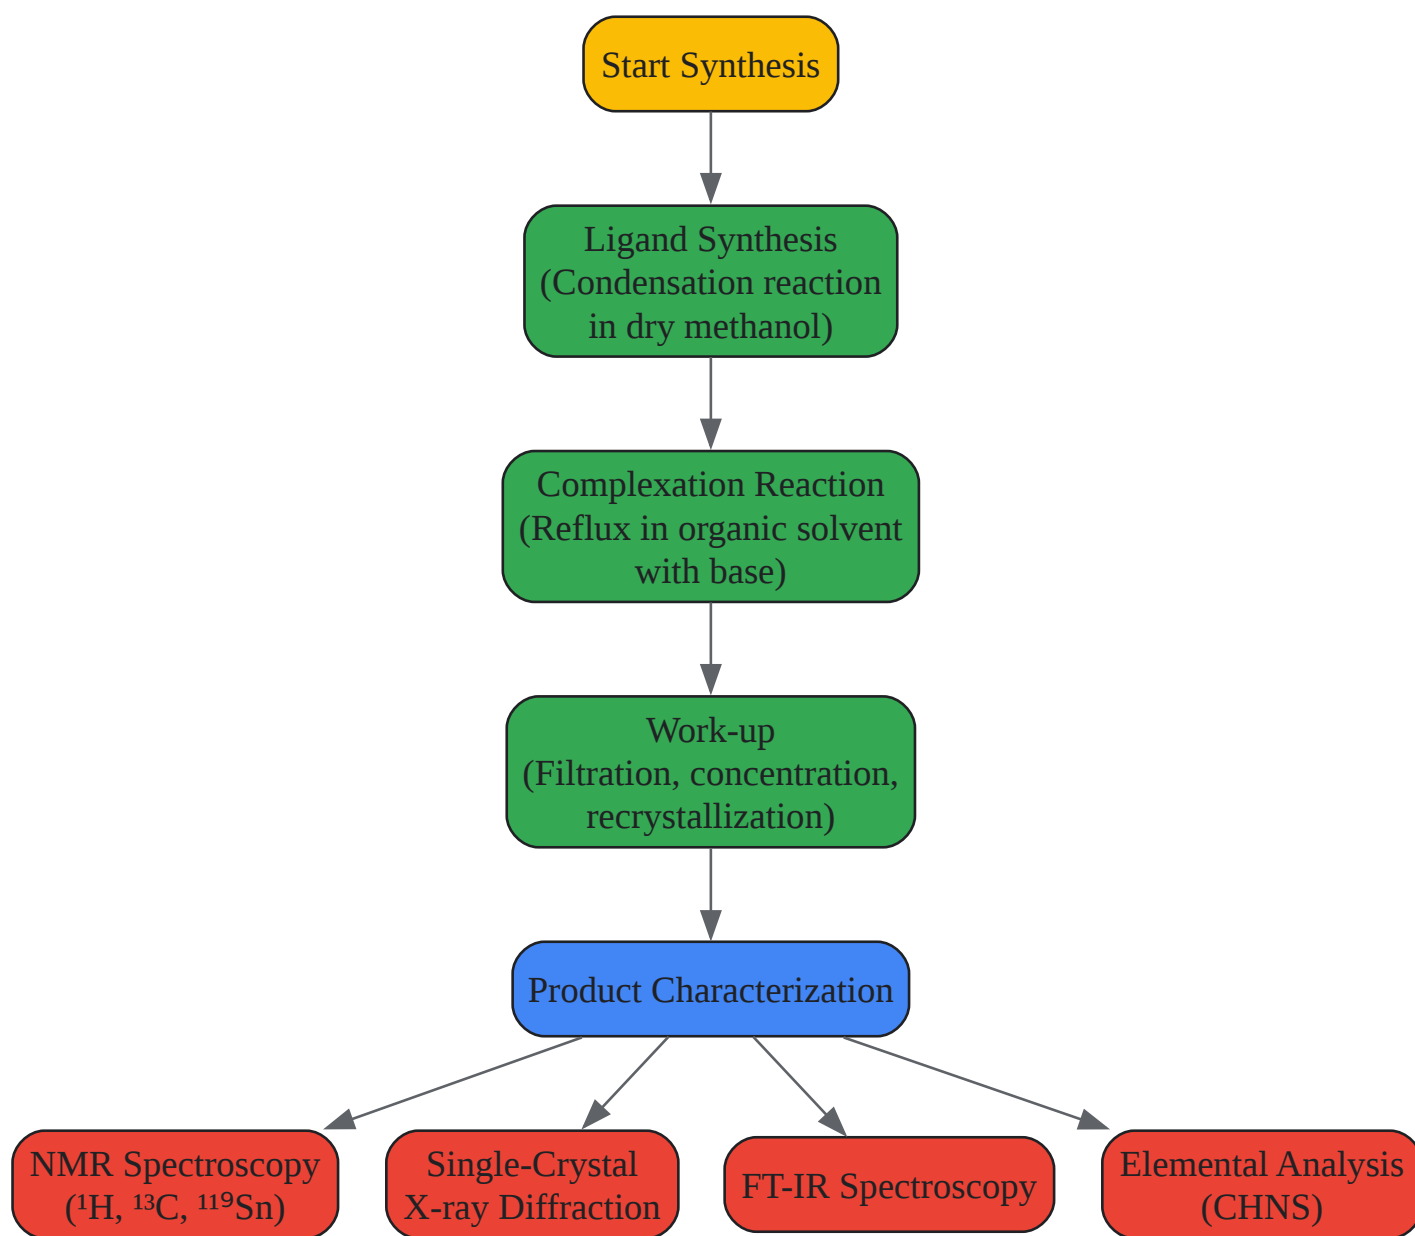 Start Synthesis
Ligand Synthesis
(Condensation reaction
in dry methanol)
Complexation Reaction
(Reflux in organic solvent
with base)
Work-up
(Filtration, concentration,
recrystallization)
Product Characterization
NMR Spectroscopy
(¹H, ¹³C, ¹¹⁹Sn)
Single-Crystal
X-ray Diffraction
FT-IR Spectroscopy
Elemental Analysis
(CHNS)